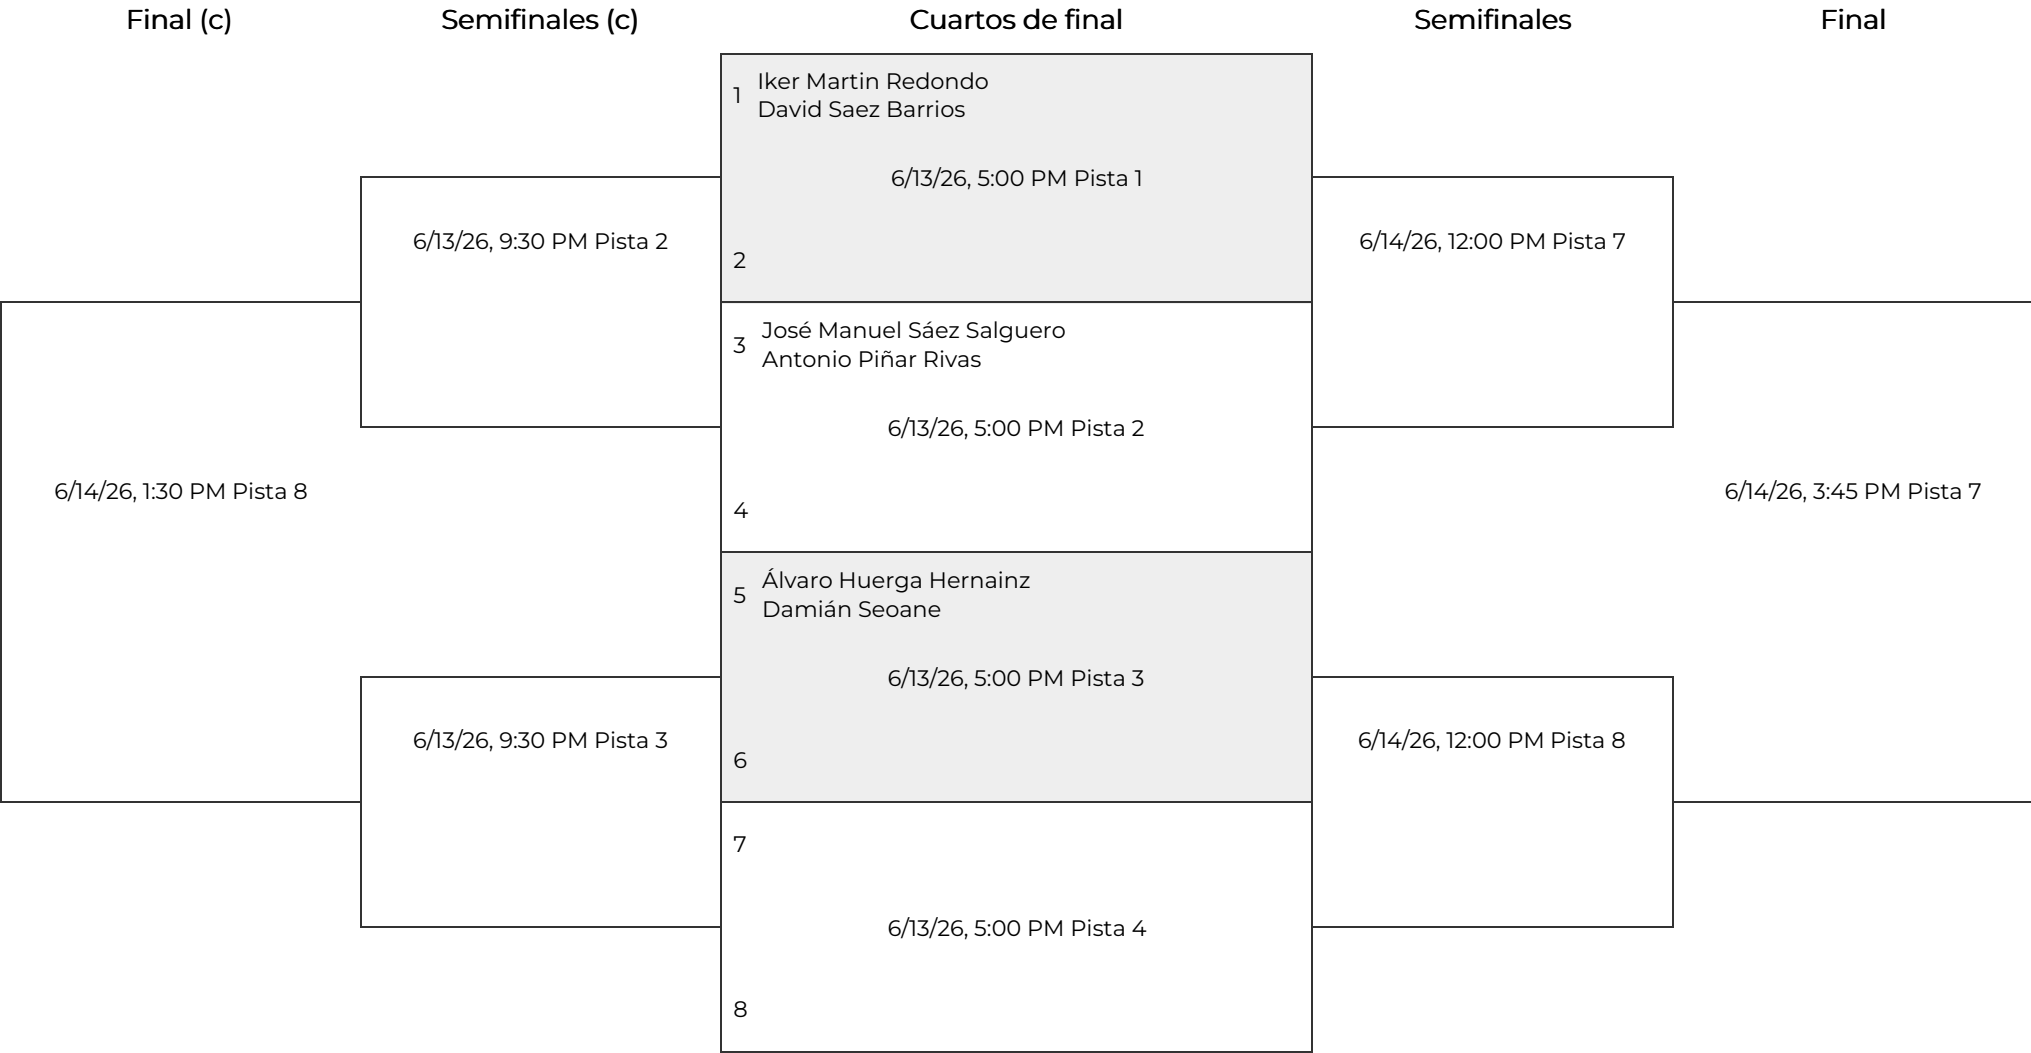 Final (c)
Semifinales (c)
Cuartos de final
Semifinales
Final
1
Iker Martin Redondo
David Saez Barrios
6/13/26, 5:00 PM Pista 1
2
3
José Manuel Sáez Salguero
Antonio Piñar Rivas
6/13/26, 5:00 PM Pista 2
4
5
Álvaro Huerga Hernainz
Damián Seoane
6/13/26, 5:00 PM Pista 3
6
7
6/13/26, 5:00 PM Pista 4
8
6/13/26, 9:30 PM Pista 2
6/13/26, 9:30 PM Pista 3
6/14/26, 1:30 PM Pista 8
6/14/26, 12:00 PM Pista 7
6/14/26, 12:00 PM Pista 8
6/14/26, 3:45 PM Pista 7